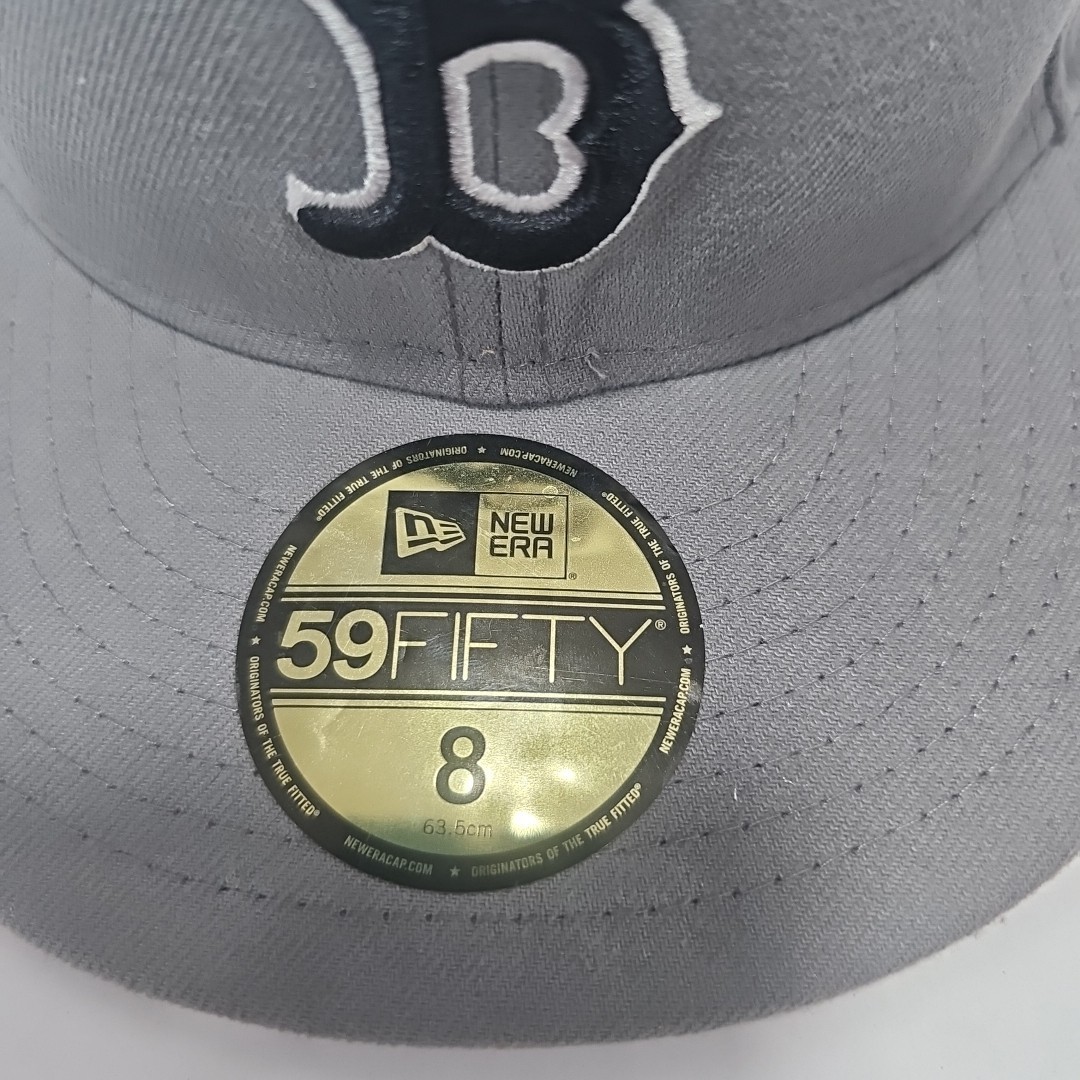 B
NE
NEW
ERA®
59FIFTY®
8
63.5cm
NEWERACAP.COM ★ ORIGINATORS OF THE TRUE FITTED®
NEWERACAP.COM ★ ORIGINATORS OF THE TRUE FITTED®
NEWERACAP.COM ★ ORIGINATORS OF THE TRUE FITTED®
NEWERACAP.COM ★ ORIGINATORS OF THE TRUE FITTED®